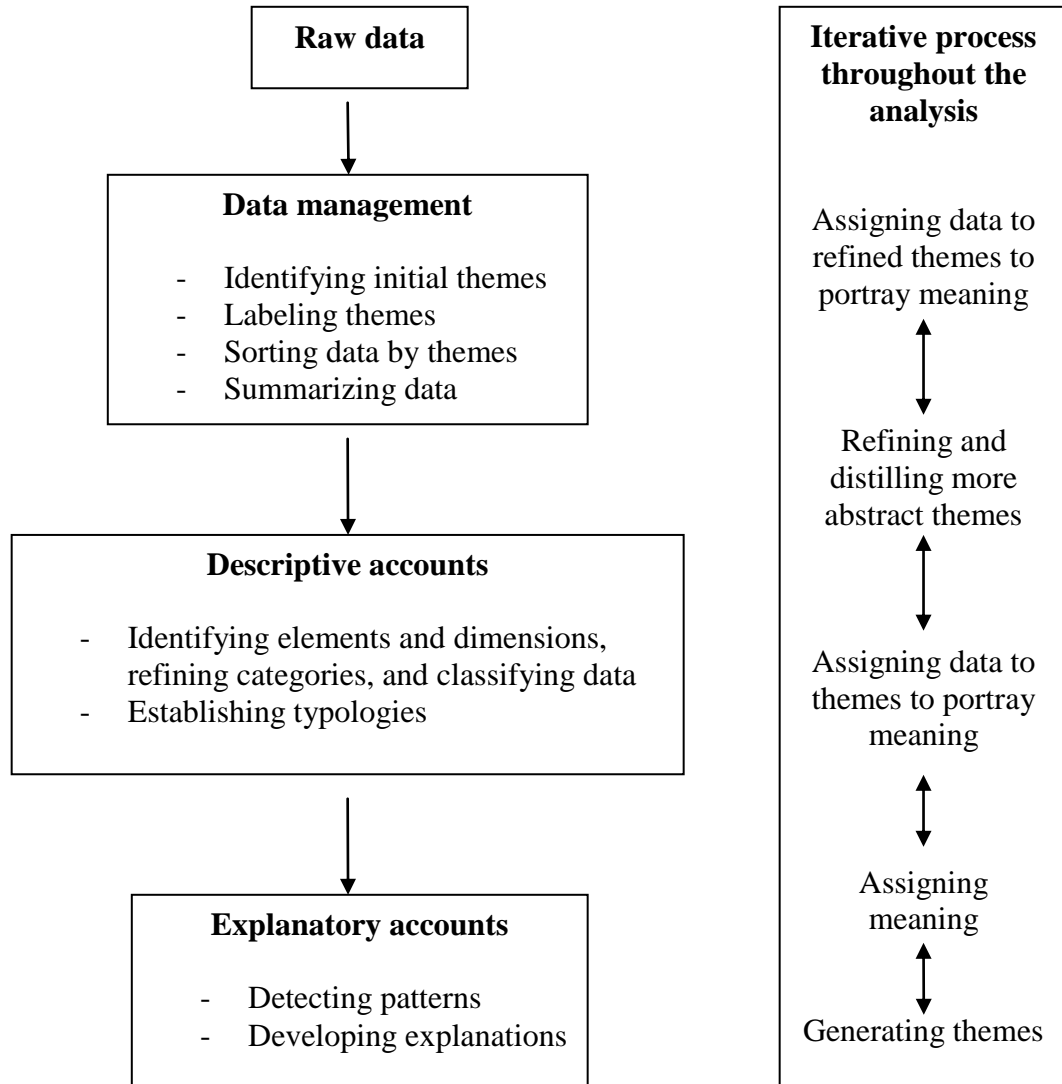 Raw data
Data management
- Identifying initial themes
- Labeling themes
- Sorting data by themes
- Summarizing data
Descriptive accounts
- Identifying elements and dimensions,
refining categories, and classifying data
- Establishing typologies
Explanatory accounts
- Detecting patterns
- Developing explanations
Iterative process
throughout the
analysis
Assigning data to
refined themes to
portray meaning
Refining and
distilling more
abstract themes
Assigning data to
themes to portray
meaning
Assigning
meaning
Generating themes